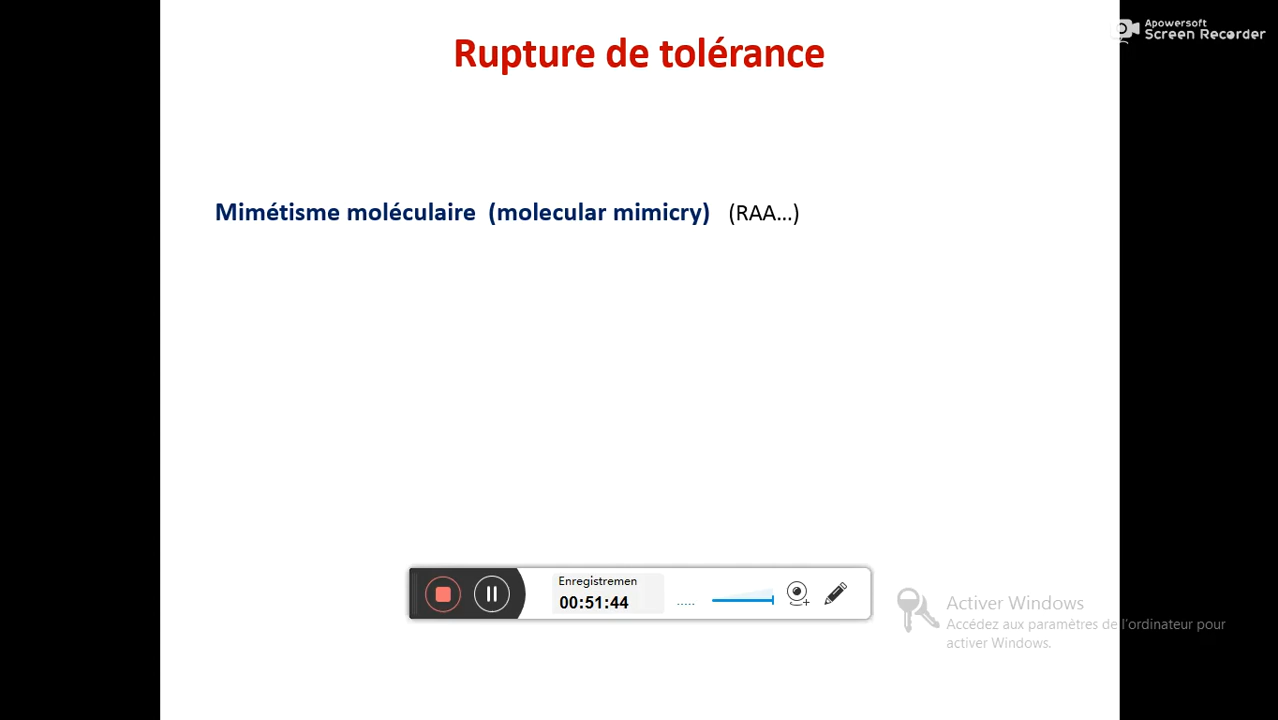 Apowersoft
Screen Recorder
Rupture de tolérance
Mimétisme moléculaire (molecular mimicry) (RAA...)
Enregistremen
00:51:44
Activer Windows
Accédez aux paramètres de l'ordinateur pour
activer Windows.